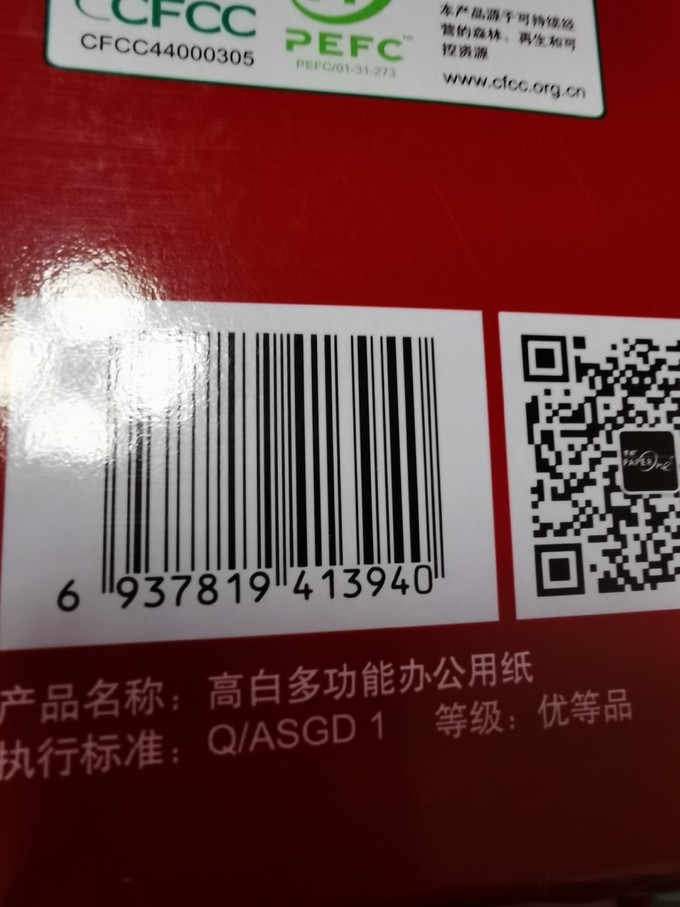 CFCC
CFCC44000305
PEFC™
PEFC/01-31-273
本产品源于可持续经
营的森林、再生和可
控资源
www.cfcc.org.cn
6 937819 413940
PAPER One
产品名称：高白多功能办公用纸
执行标准：Q/ASGD 1 等级：优等品